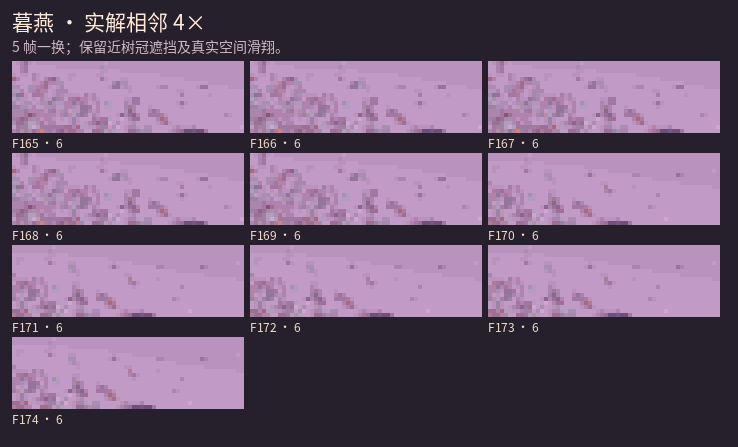 暮燕 · 实解相邻 4×
5 帧一换；保留近树冠遮挡及真实空间滑翔。
F165 · 6
F166 · 6
F167 · 6
F168 · 6
F169 · 6
F170 · 6
F171 · 6
F172 · 6
F173 · 6
F174 · 6